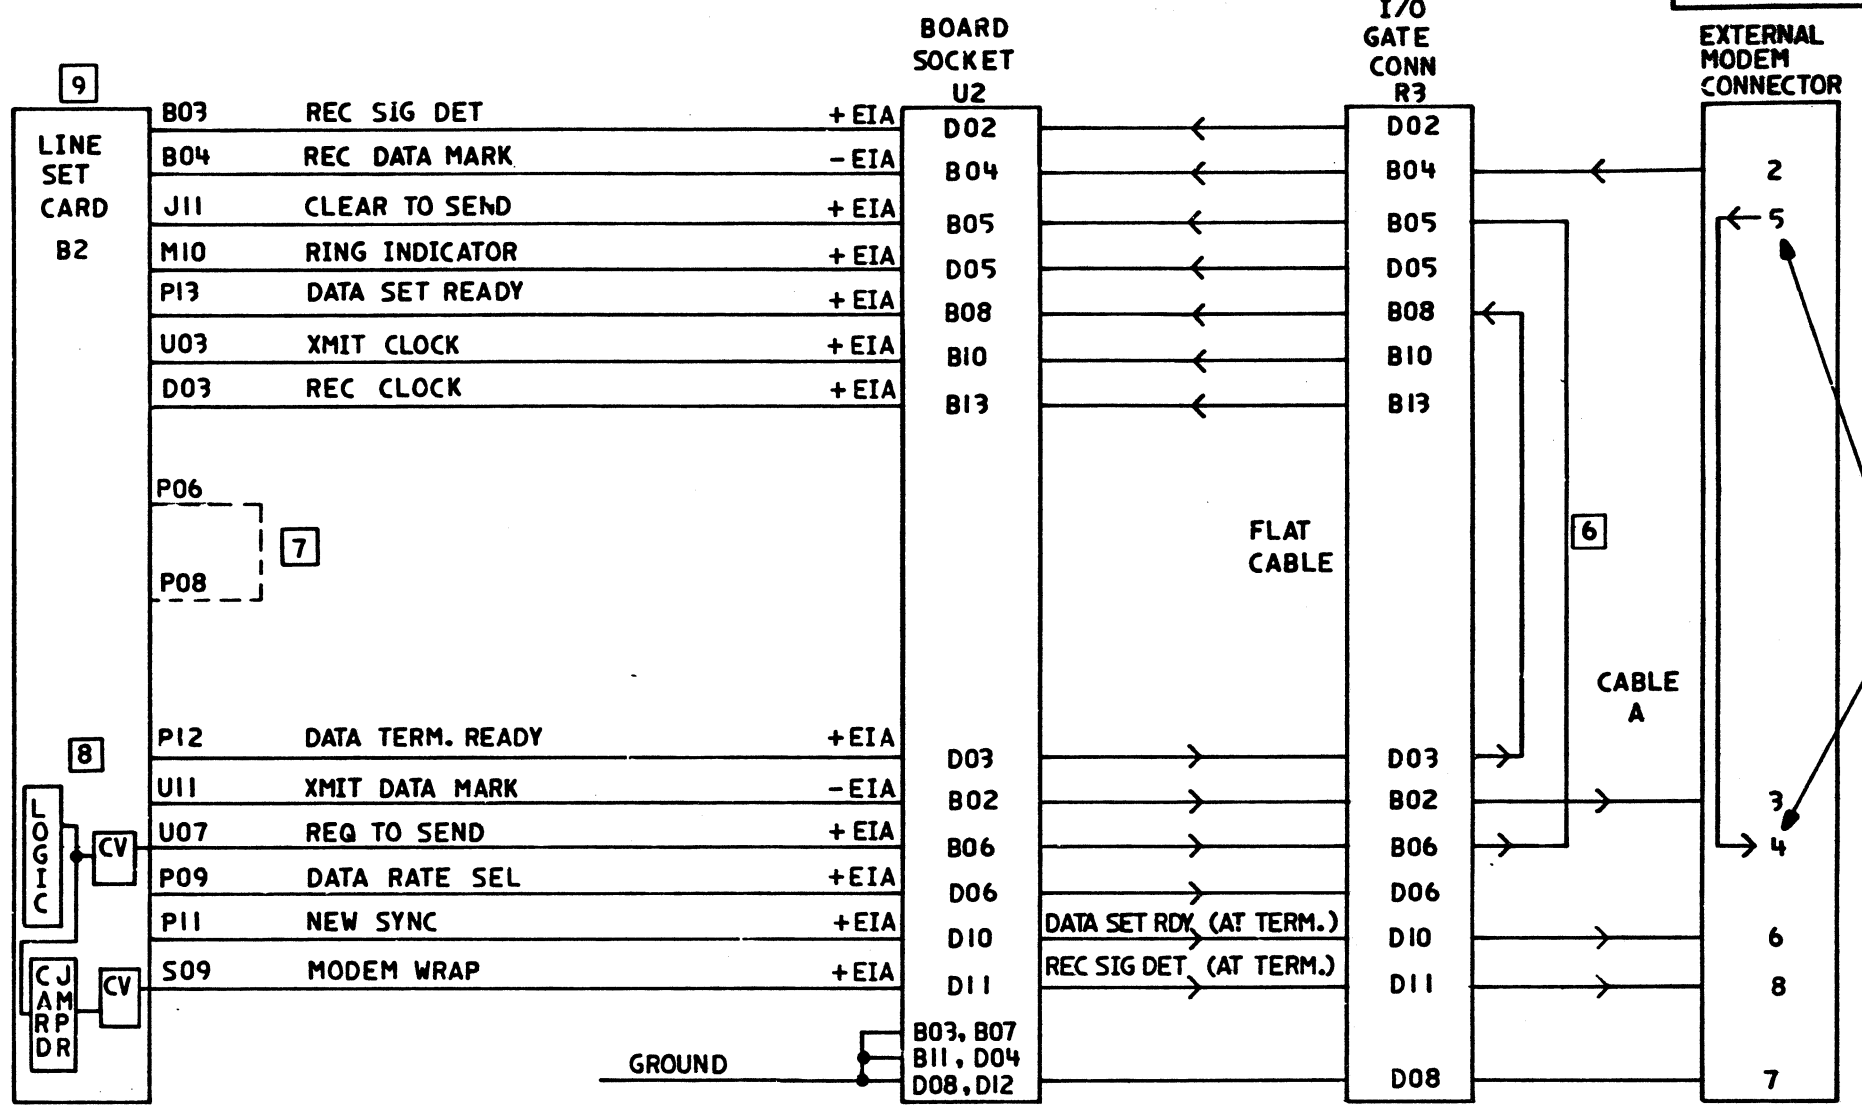 BOARD
SOCKET
U2
I/O
GATE
CONN
R3
EXTERNAL
MODEM
CONNECTOR
9
LINE
SET
CARD
B2
B03 REC SIG DET +EIA D02 D02
B04 REC DATA MARK -EIA B04 B04 2
J11 CLEAR TO SEND +EIA B05 B05 5
M10 RING INDICATOR +EIA D05 D05
P13 DATA SET READY +EIA B08 B08
U03 XMIT CLOCK +EIA B10 B10
D03 REC CLOCK +EIA B13 B13
P06
7
P08
FLAT
CABLE
6
CABLE
A
8
P12 DATA TERM. READY +EIA D03 D03
U11 XMIT DATA MARK -EIA B02 B02 3
U07 REQ TO SEND +EIA B06 B06 4
P09 DATA RATE SEL +EIA D06 D06
P11 NEW SYNC +EIA D10 DATA SET RDY (AT TERM.) D10 6
S09 MODEM WRAP +EIA D11 REC SIG DET (AT TERM.) D11 8
LOGIC
CV
CARD
JMPR
CV
B03, B07
B11, D04
GROUND D08, D12 D08 7